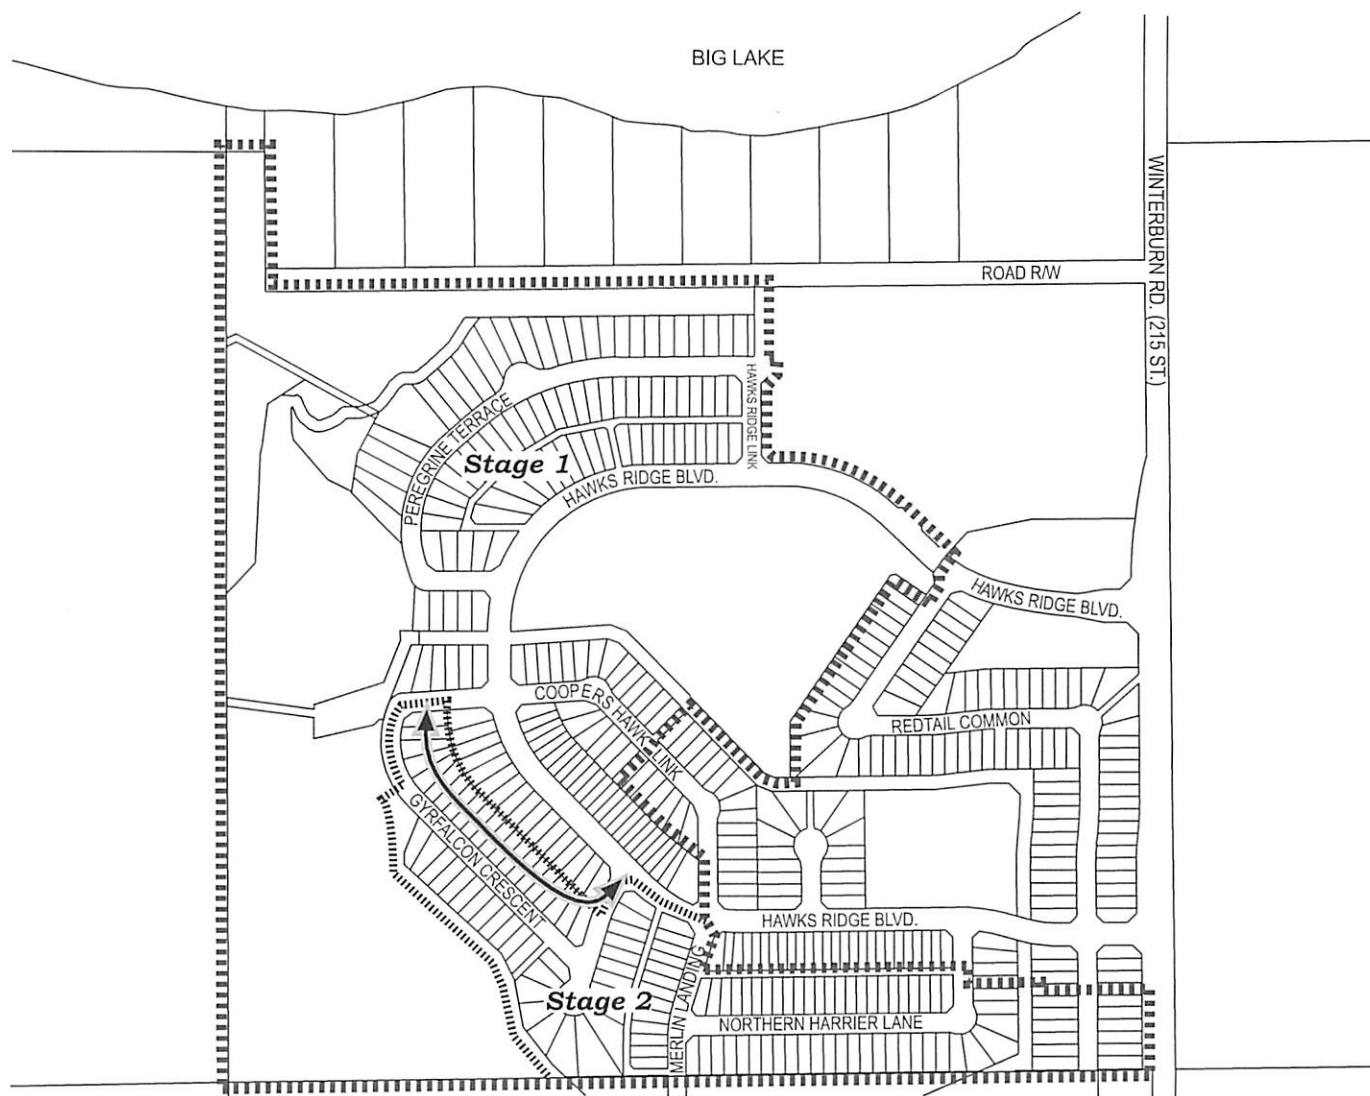 BIG LAKE
WINTERBURN RD. (215 ST.)
ROAD R/W
HAWKS RIDGE LINK
PEREGRINE TERRACE
Stage 1
HAWKS RIDGE BLVD.
HAWKS RIDGE BLVD.
COOPERS HAWK LINK
REDTAIL COMMON
GYRFALCON CRESCENT
HAWKS RIDGE BLVD.
MERLIN LANDING
Stage 2
NORTHERN HARRIER LANE